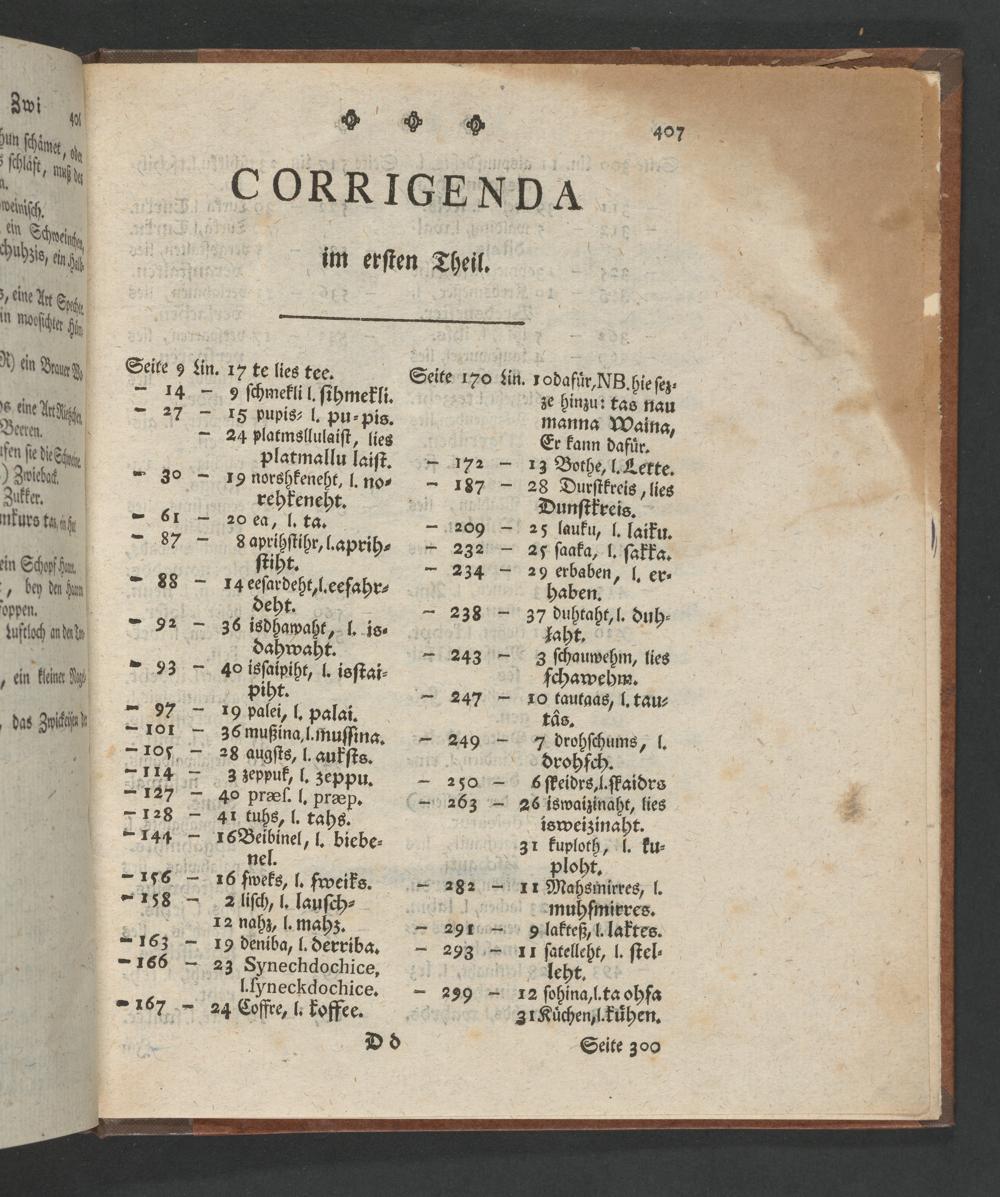 Zwi
401
407
CORRIGENDA
im ersten Theil.
Seite 9 Lin. 17 te lies tee.
— 14 — 9 schmekli l. sihmekli.
— 27 — 15 pupis= l. pu=pis.
— 24 platmsllulaist, lies
platmallu laist.
— 30 — 19 norshkeneht, l. no=
rehkeneht.
— 61 — 20 ea, l. ta.
— 87 — 8 aprihstihr, l. aprih=
stiht.
— 88 — 14 eesardeht, l. eesahr=
deht.
— 92 — 36 isdhawaht, l. is=
dahwaht.
— 93 — 40 issaipiht, l. isstai=
piht.
— 97 — 19 palei, l. palai.
— 101 — 36 mußina, l. mussina.
— 105 — 28 augsts, l. auksts.
— 114 — 3 zeppuk, l. zeppu.
— 127 — 40 præs. l. præp.
— 128 — 41 tuhs, l. tahs.
— 144 — 16 Beibinel, l. biebe=
nel.
— 156 — 16 sweks, l. sweiks.
— 158 — 2 lisch, l. lausch=
12 nahz, l. mahz.
— 163 — 19 deniba, l. derriba.
— 166 — 23 Synechdochice,
l. syneckdochice.
— 167 — 24 Coffre, l. koffee.
Seite 170 Lin. 10 dafür, NB. hie sez=
ze hinzu: tas nau
manna Waina,
Er kann dafür.
— 172 — 13 Bothe, l. Lette.
— 187 — 28 Durstkreis, lies
Dunstkreis.
— 209 — 25 lauku, l. laiku.
— 232 — 25 saaka, l. sakka.
— 234 — 29 erbaben, l. er=
haben.
— 238 — 37 duhtaht, l. duh=
kaht.
— 243 — 3 schauwehm, lies
schawehm.
— 247 — 10 tautaas, l. tau=
tâs.
— 249 — 7 drohschums, l.
drohsch.
— 250 — 6 skeidrs, l. skaidrs
— 263 — 26 iswaizinaht, lies
isweizinaht.
31 kuploth, l. ku=
ploht.
— 282 — 11 Mahsmirres, l.
muhsmirres.
— 291 — 9 lakteß, l. laktes.
— 293 — 11 satelleht, l. stel=
leht.
— 299 — 12 sohina, l. ta ohsa
31 Küchen, l. kühen.
D d
Seite 300